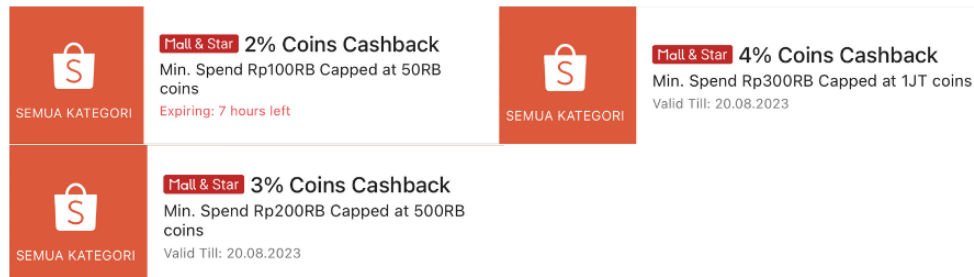 Mall & Star 2% Coins Cashback
Min. Spend Rp100RB Capped at 50RB
coins
Expiring: 7 hours left
S
SEMUA KATEGORI
Mall & Star 4% Coins Cashback
Min. Spend Rp300RB Capped at 1JT coins
Valid Till: 20.08.2023
S
SEMUA KATEGORI
Mall & Star 3% Coins Cashback
Min. Spend Rp200RB Capped at 500RB
coins
Valid Till: 20.08.2023
S
SEMUA KATEGORI